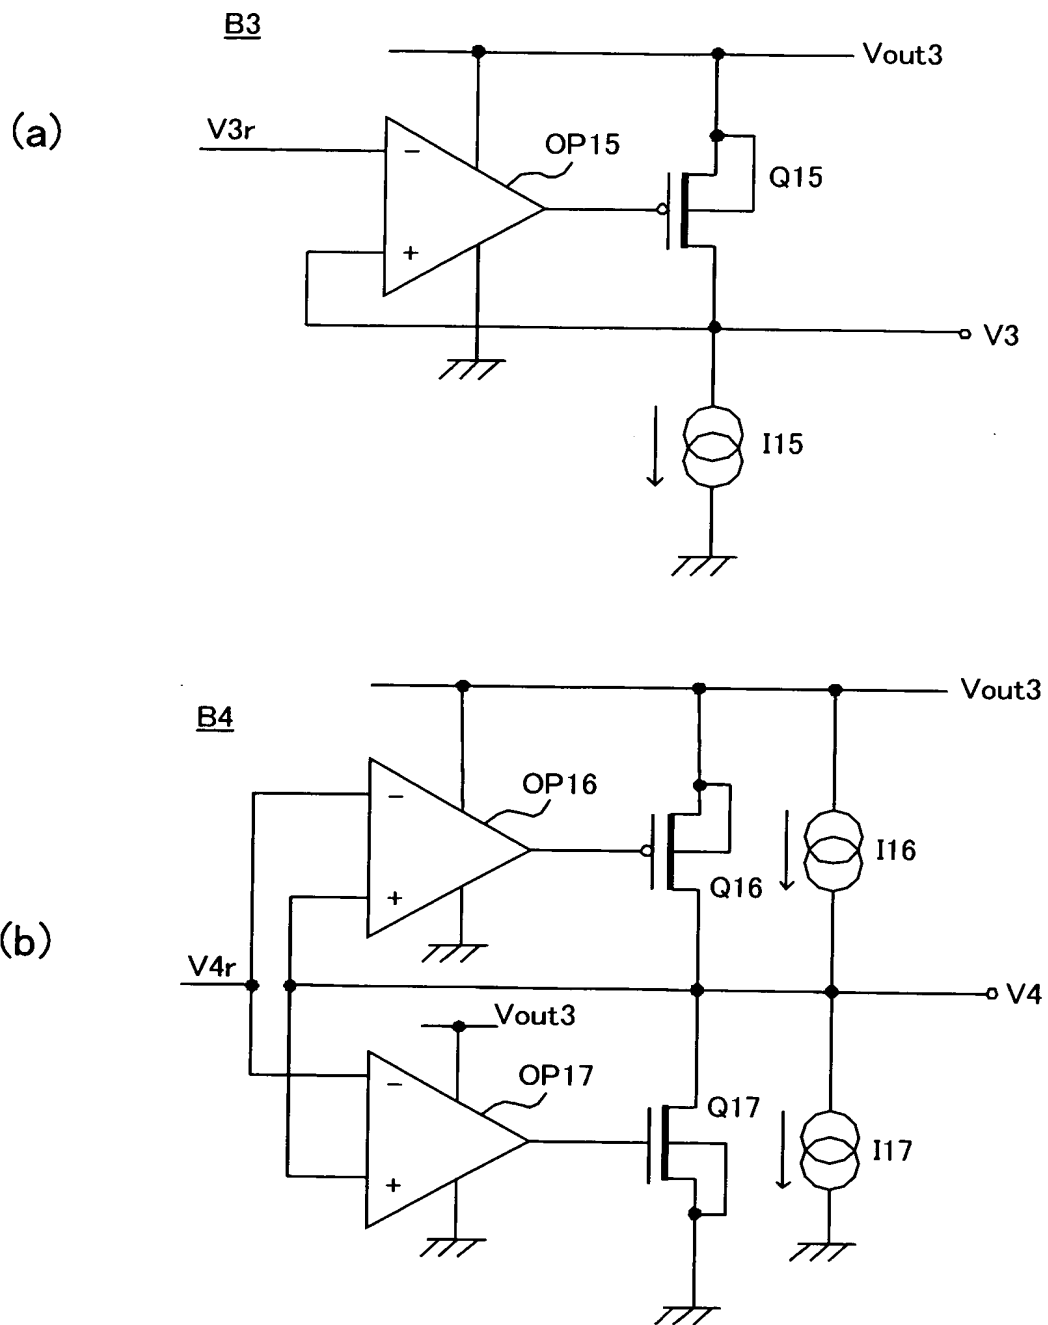 B3
Vout3
(a)
V3r
OP15
Q15
−
+
V3
I15
Vout3
B4
OP16
−
I16
Q16
+
(b)
V4r
V4
Vout3
OP17
−
Q17
I17
+